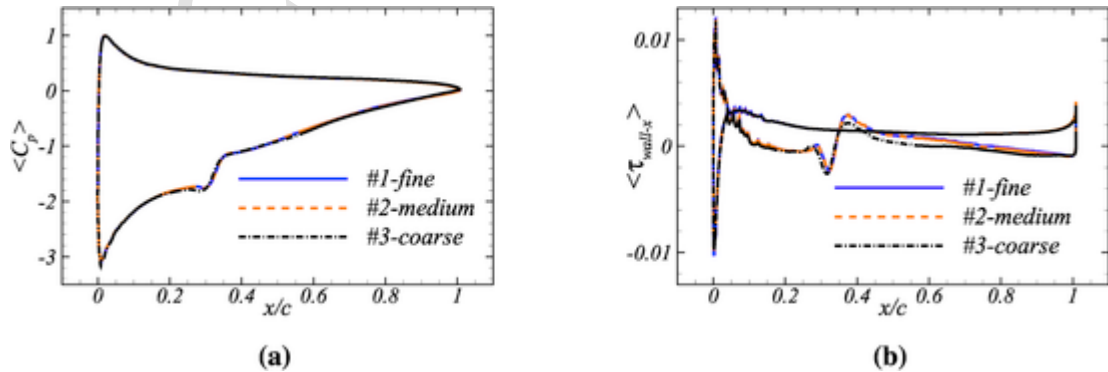 1
0
-1
-2
-3
<C_p>
0 0.2 0.4 0.6 0.8 1
x/c
#1-fine
#2-medium
#3-coarse
(a)
0.01
0
-0.01
<τ_wall-x>
0 0.2 0.4 0.6 0.8 1
x/c
#1-fine
#2-medium
#3-coarse
(b)